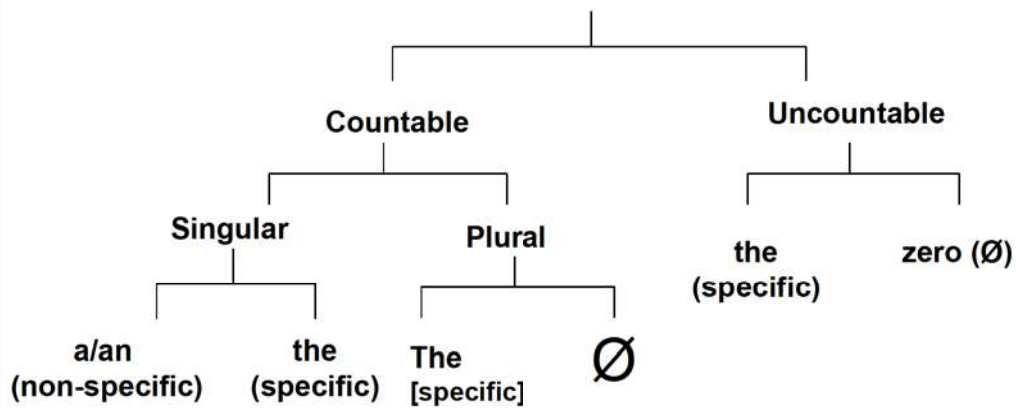 Countable
Uncountable
Singular
Plural
the
(specific)
zero (Ø)
a/an
(non-specific)
the
(specific)
The
[specific]
Ø